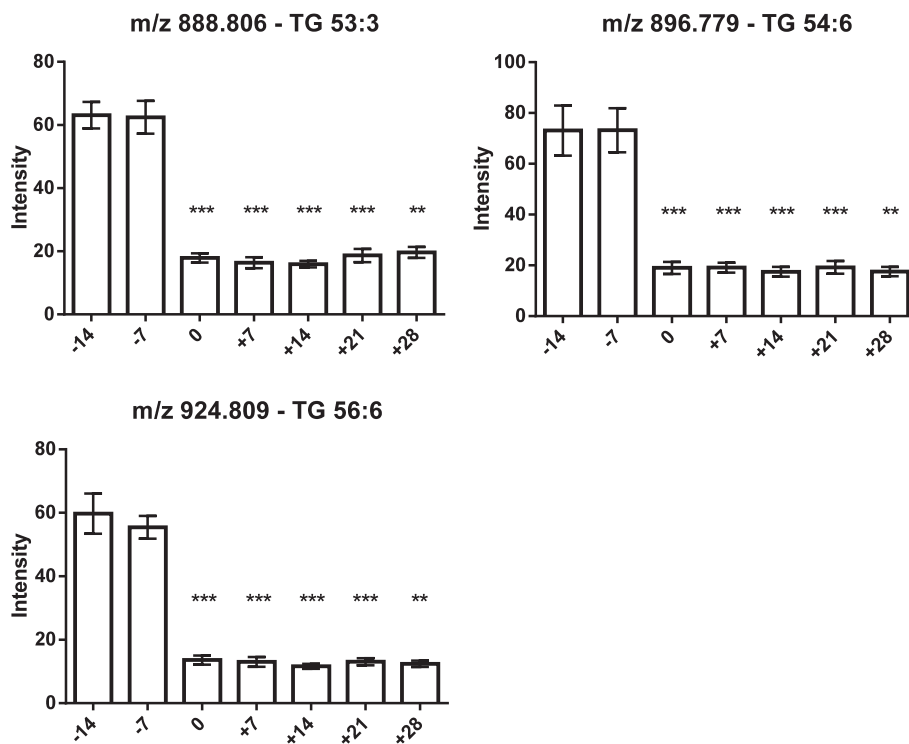 m/z 888.806 - TG 53:3
Intensity
80
60
40
20
0
*** *** *** *** **
-14 -7 0 +7 +14 +21 +28
m/z 896.779 - TG 54:6
Intensity
100
80
60
40
20
0
*** *** *** *** **
-14 -7 0 +7 +14 +21 +28
m/z 924.809 - TG 56:6
Intensity
80
60
40
20
0
*** *** *** *** **
-14 -7 0 +7 +14 +21 +28